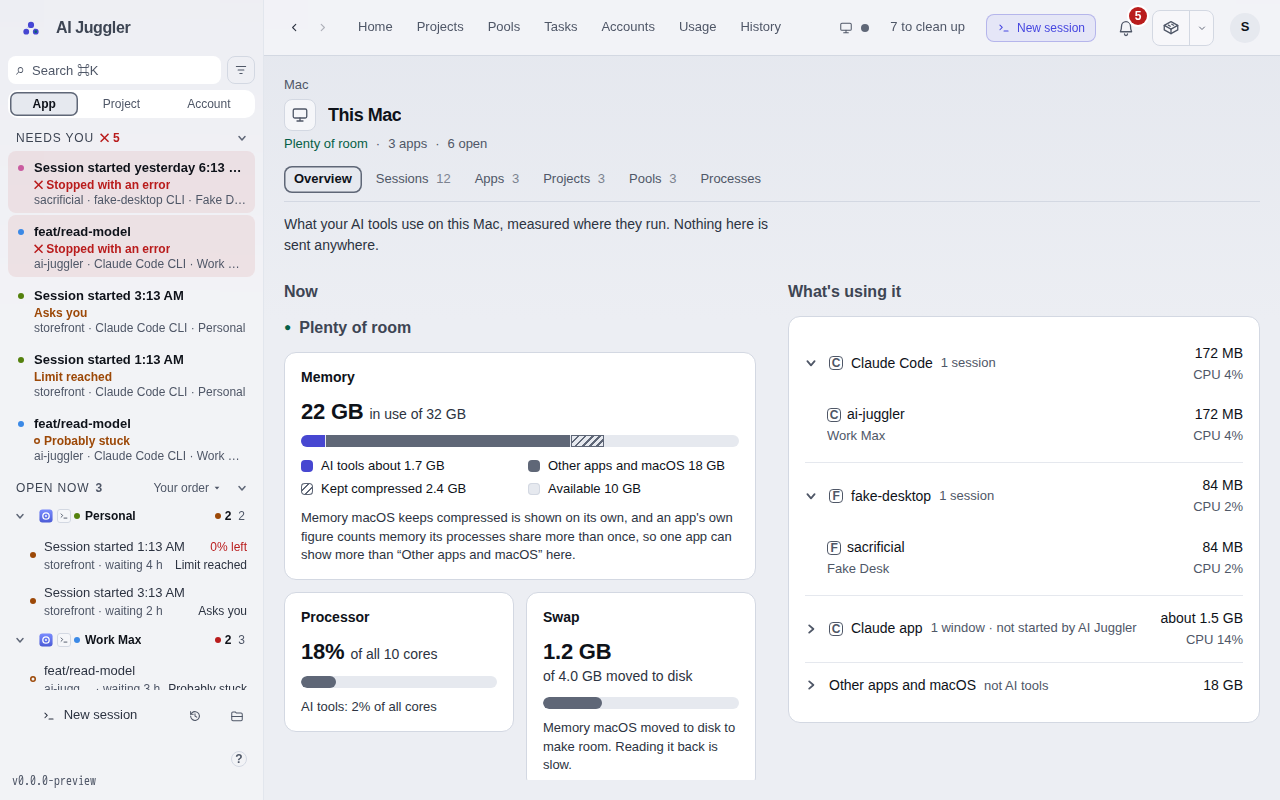 AI Juggler
Search ⌘K
App Project Account
NEEDS YOU 5
Session started yesterday 6:13 …
Stopped with an error
sacrificial · fake-desktop CLI · Fake D…
feat/read-model
Stopped with an error
ai-juggler · Claude Code CLI · Work …
Session started 3:13 AM
Asks you
storefront · Claude Code CLI · Personal
Session started 1:13 AM
Limit reached
storefront · Claude Code CLI · Personal
feat/read-model
Probably stuck
ai-juggler · Claude Code CLI · Work …
OPEN NOW 3 Your order
Personal 2 2
Session started 1:13 AM 0% left
storefront · waiting 4 h Limit reached
Session started 3:13 AM
storefront · waiting 2 h Asks you
Work Max 2 3
feat/read-model
ai-jugg… · waiting 3 h Probably stuck
New session
?
v0.0.0-preview
Home Projects Pools Tasks Accounts Usage History
7 to clean up
New session
5
S
Mac
This Mac
Plenty of room · 3 apps · 6 open
Overview Sessions 12 Apps 3 Projects 3 Pools 3 Processes
What your AI tools use on this Mac, measured where they run. Nothing here is
sent anywhere.
Now
Plenty of room
Memory
22 GB in use of 32 GB
AI tools about 1.7 GB Other apps and macOS 18 GB
Kept compressed 2.4 GB Available 10 GB
Memory macOS keeps compressed is shown on its own, and an app's own
figure counts memory its processes share more than once, so one app can
show more than “Other apps and macOS” here.
Processor
18% of all 10 cores
AI tools: 2% of all cores
Swap
1.2 GB
of 4.0 GB moved to disk
Memory macOS moved to disk to
make room. Reading it back is
slow.
What's using it
C Claude Code 1 session 172 MB
CPU 4%
C ai-juggler 172 MB
Work Max CPU 4%
F fake-desktop 1 session 84 MB
CPU 2%
F sacrificial 84 MB
Fake Desk CPU 2%
C Claude app 1 window · not started by AI Juggler about 1.5 GB
CPU 14%
Other apps and macOS not AI tools 18 GB